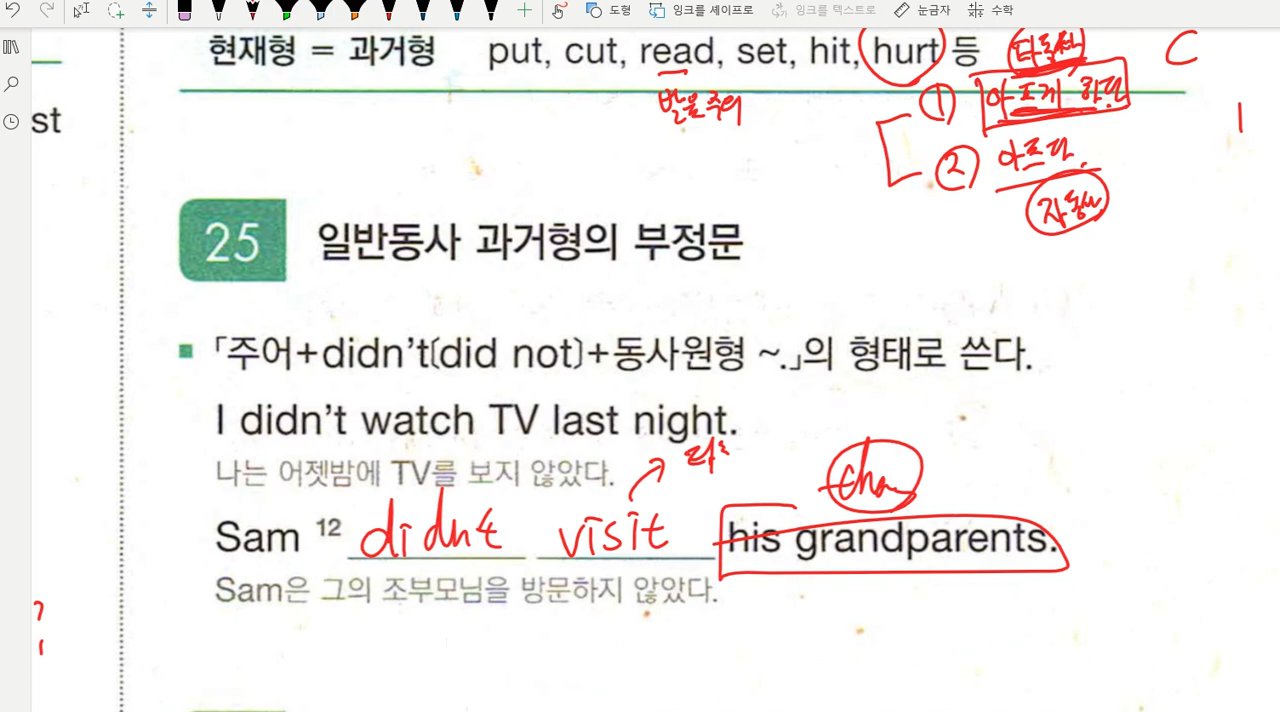 도형 잉크를 셰이프로 잉크를 텍스트로 눈금자 수학
현재형 = 과거형 put, cut, read, set, hit, hurt 등
발음주의
① 아프게 하다
② 아프다.
자동사
st
25 일반동사 과거형의 부정문
「주어+didn't(did not)+동사원형 ~.」의 형태로 쓴다.
I didn't watch TV last night.
나는 어젯밤에 TV를 보지 않았다.
Sam 12 didnt visit his grandparents.
Sam은 그의 조부모님을 방문하지 않았다.